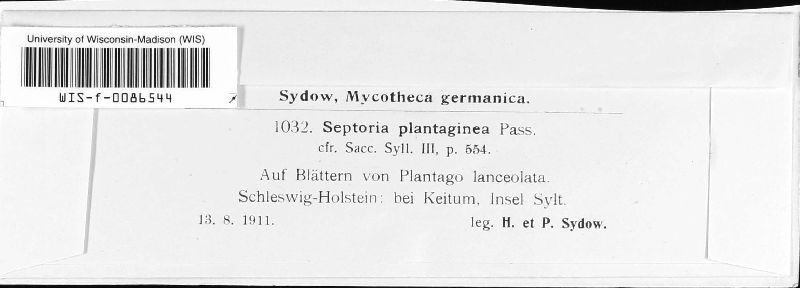 University of Wisconsin-Madison (WIS)
WIS-f-0086544
Sydow, Mycotheca germanica.
1032. Septoria plantaginea Pass.
cfr. Sacc. Syll. III, p. 554.
Auf Blättern von Plantago lanceolata.
Schleswig-Holstein: bei Keitum, Insel Sylt.
13. 8. 1911. leg. H. et P. Sydow.